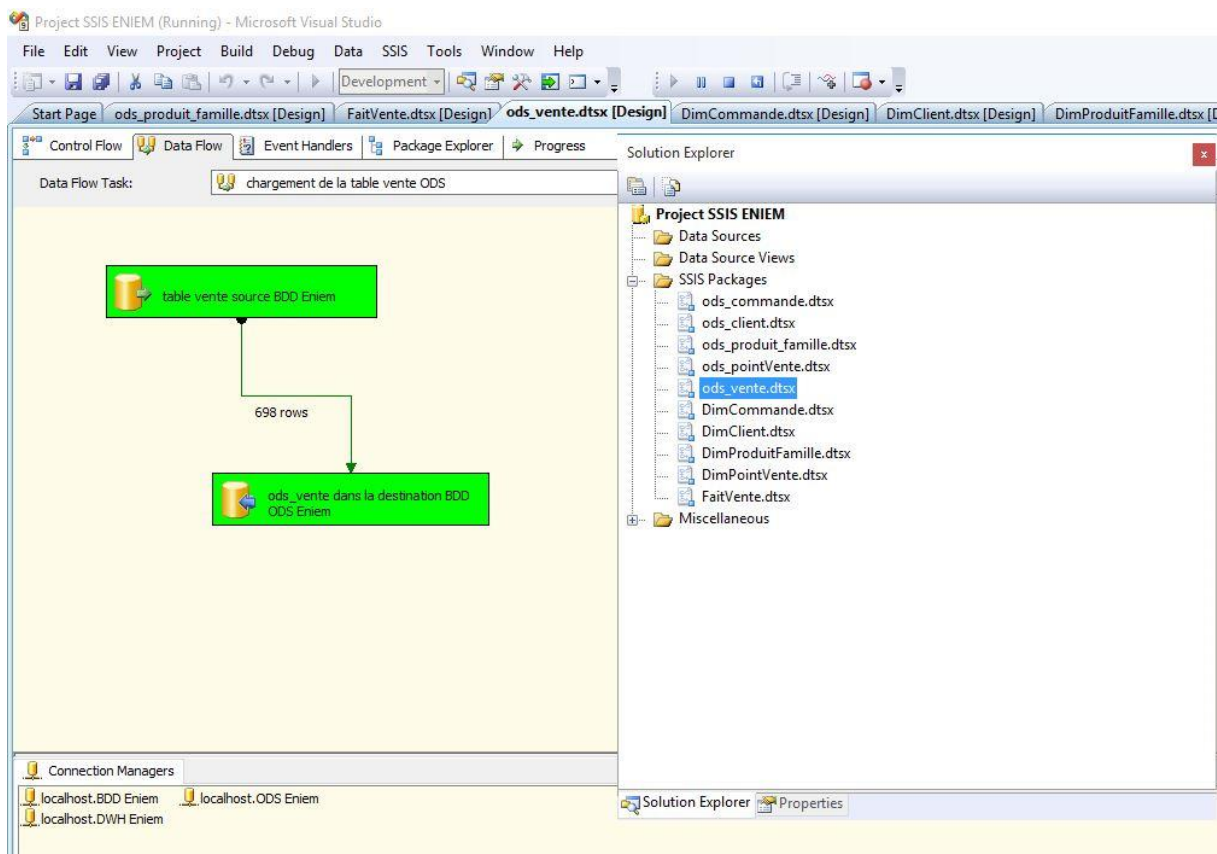 Project SSIS ENIEM (Running) - Microsoft Visual Studio
File Edit View Project Build Debug Data SSIS Tools Window Help
Development
Start Page ods_produit_famille.dtsx [Design] FaitVente.dtsx [Design] ods_vente.dtsx [Design] DimCommande.dtsx [Design] DimClient.dtsx [Design] DimProduitFamille.dtsx [D
Control Flow Data Flow Event Handlers Package Explorer Progress
Data Flow Task: chargement de la table vente ODS
table vente source BDD Eniem
698 rows
ods_vente dans la destination BDD
ODS Eniem
Solution Explorer
Project SSIS ENIEM
Data Sources
Data Source Views
SSIS Packages
ods_commande.dtsx
ods_client.dtsx
ods_produit_famille.dtsx
ods_pointVente.dtsx
ods_vente.dtsx
DimCommande.dtsx
DimClient.dtsx
DimProduitFamille.dtsx
DimPointVente.dtsx
FaitVente.dtsx
Miscellaneous
Connection Managers
localhost.BDD Eniem localhost.ODS Eniem
localhost.DWH Eniem
Solution Explorer Properties